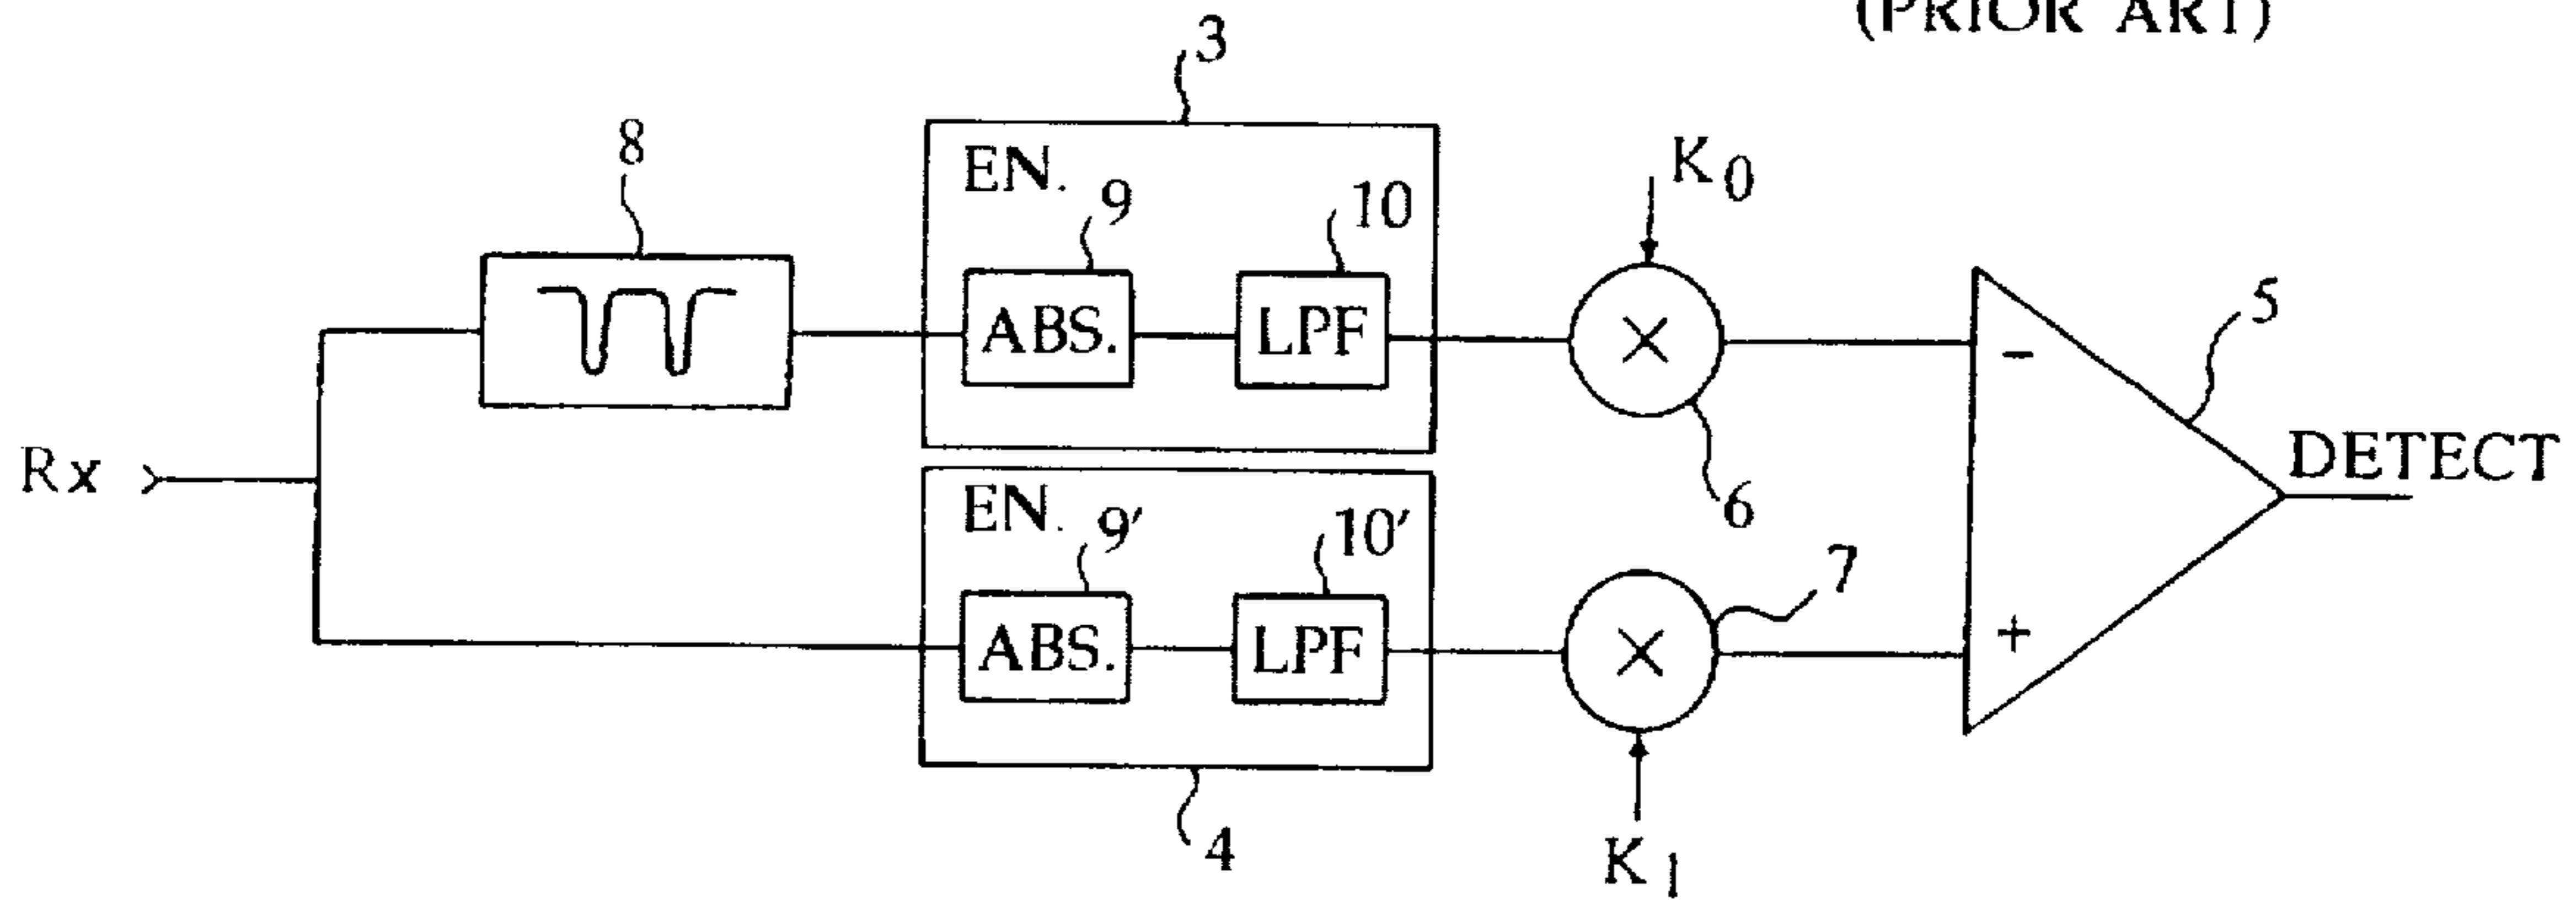 (PRIOR ART)
3
8
EN.
9
10
K0
ABS.
LPF
×
-
5
6
Rx
DETECT
EN.
9′
10′
7
ABS.
LPF
×
+
4
K1